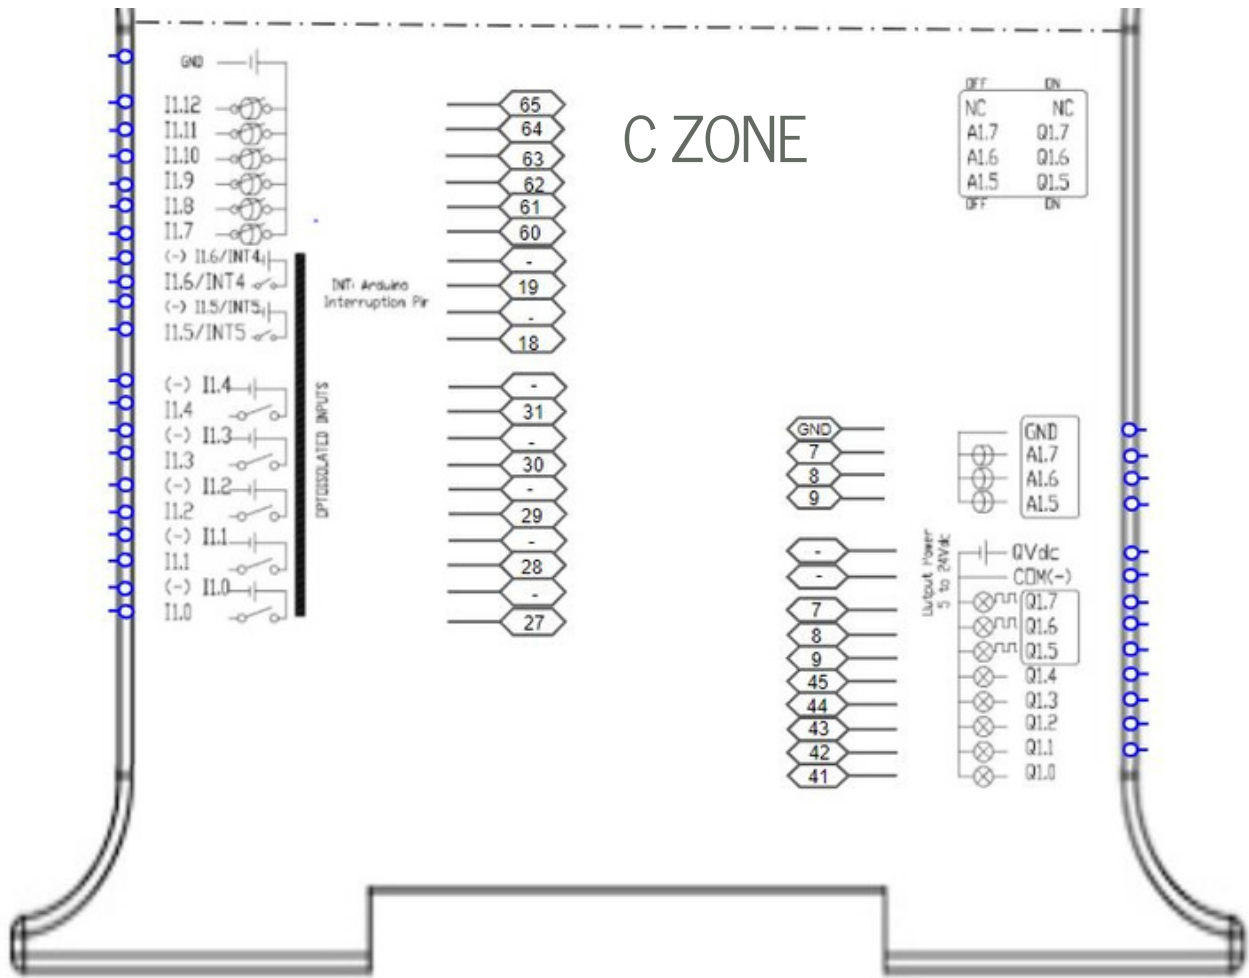 GND
I1.12
I1.11
I1.10
I1.9
I1.8
I1.7
(-) I1.6/INT4
I1.6/INT4
(-) I1.5/INT5
I1.5/INT5
(-) I1.4
I1.4
(-) I1.3
I1.3
(-) I1.2
I1.2
(-) I1.1
I1.1
(-) I1.0
I1.0
OPTOISOLATED INPUTS
INT: Arduino
Interruption Pin
65
64
63
62
61
60
-
19
-
18
-
31
-
30
-
29
-
28
-
27
C ZONE
OFF ON
NC NC
A1.7 Q1.7
A1.6 Q1.6
A1.5 Q1.5
OFF ON
GND
7
8
9
-
-
7
8
9
45
44
43
42
41
Output Power
5 to 24Vdc
GND
A1.7
A1.6
A1.5
QVdc
COM(-)
Q1.7
Q1.6
Q1.5
Q1.4
Q1.3
Q1.2
Q1.1
Q1.0